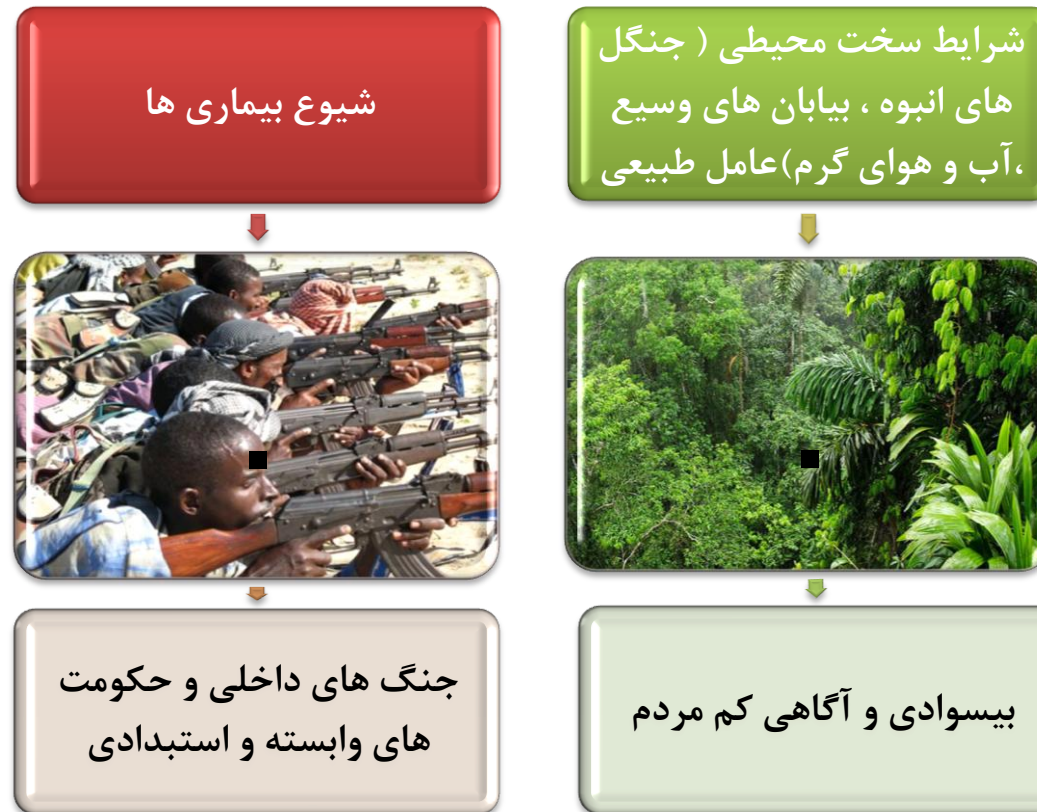 شرایط سخت محیطی ( جنگل
های انبوه ، بیابان های وسیع
،آب و هوای گرم)عامل طبیعی
شیوع بیماری ها
بیسوادی و آگاهی کم مردم
جنگ های داخلی و حکومت
های وابسته و استبدادی